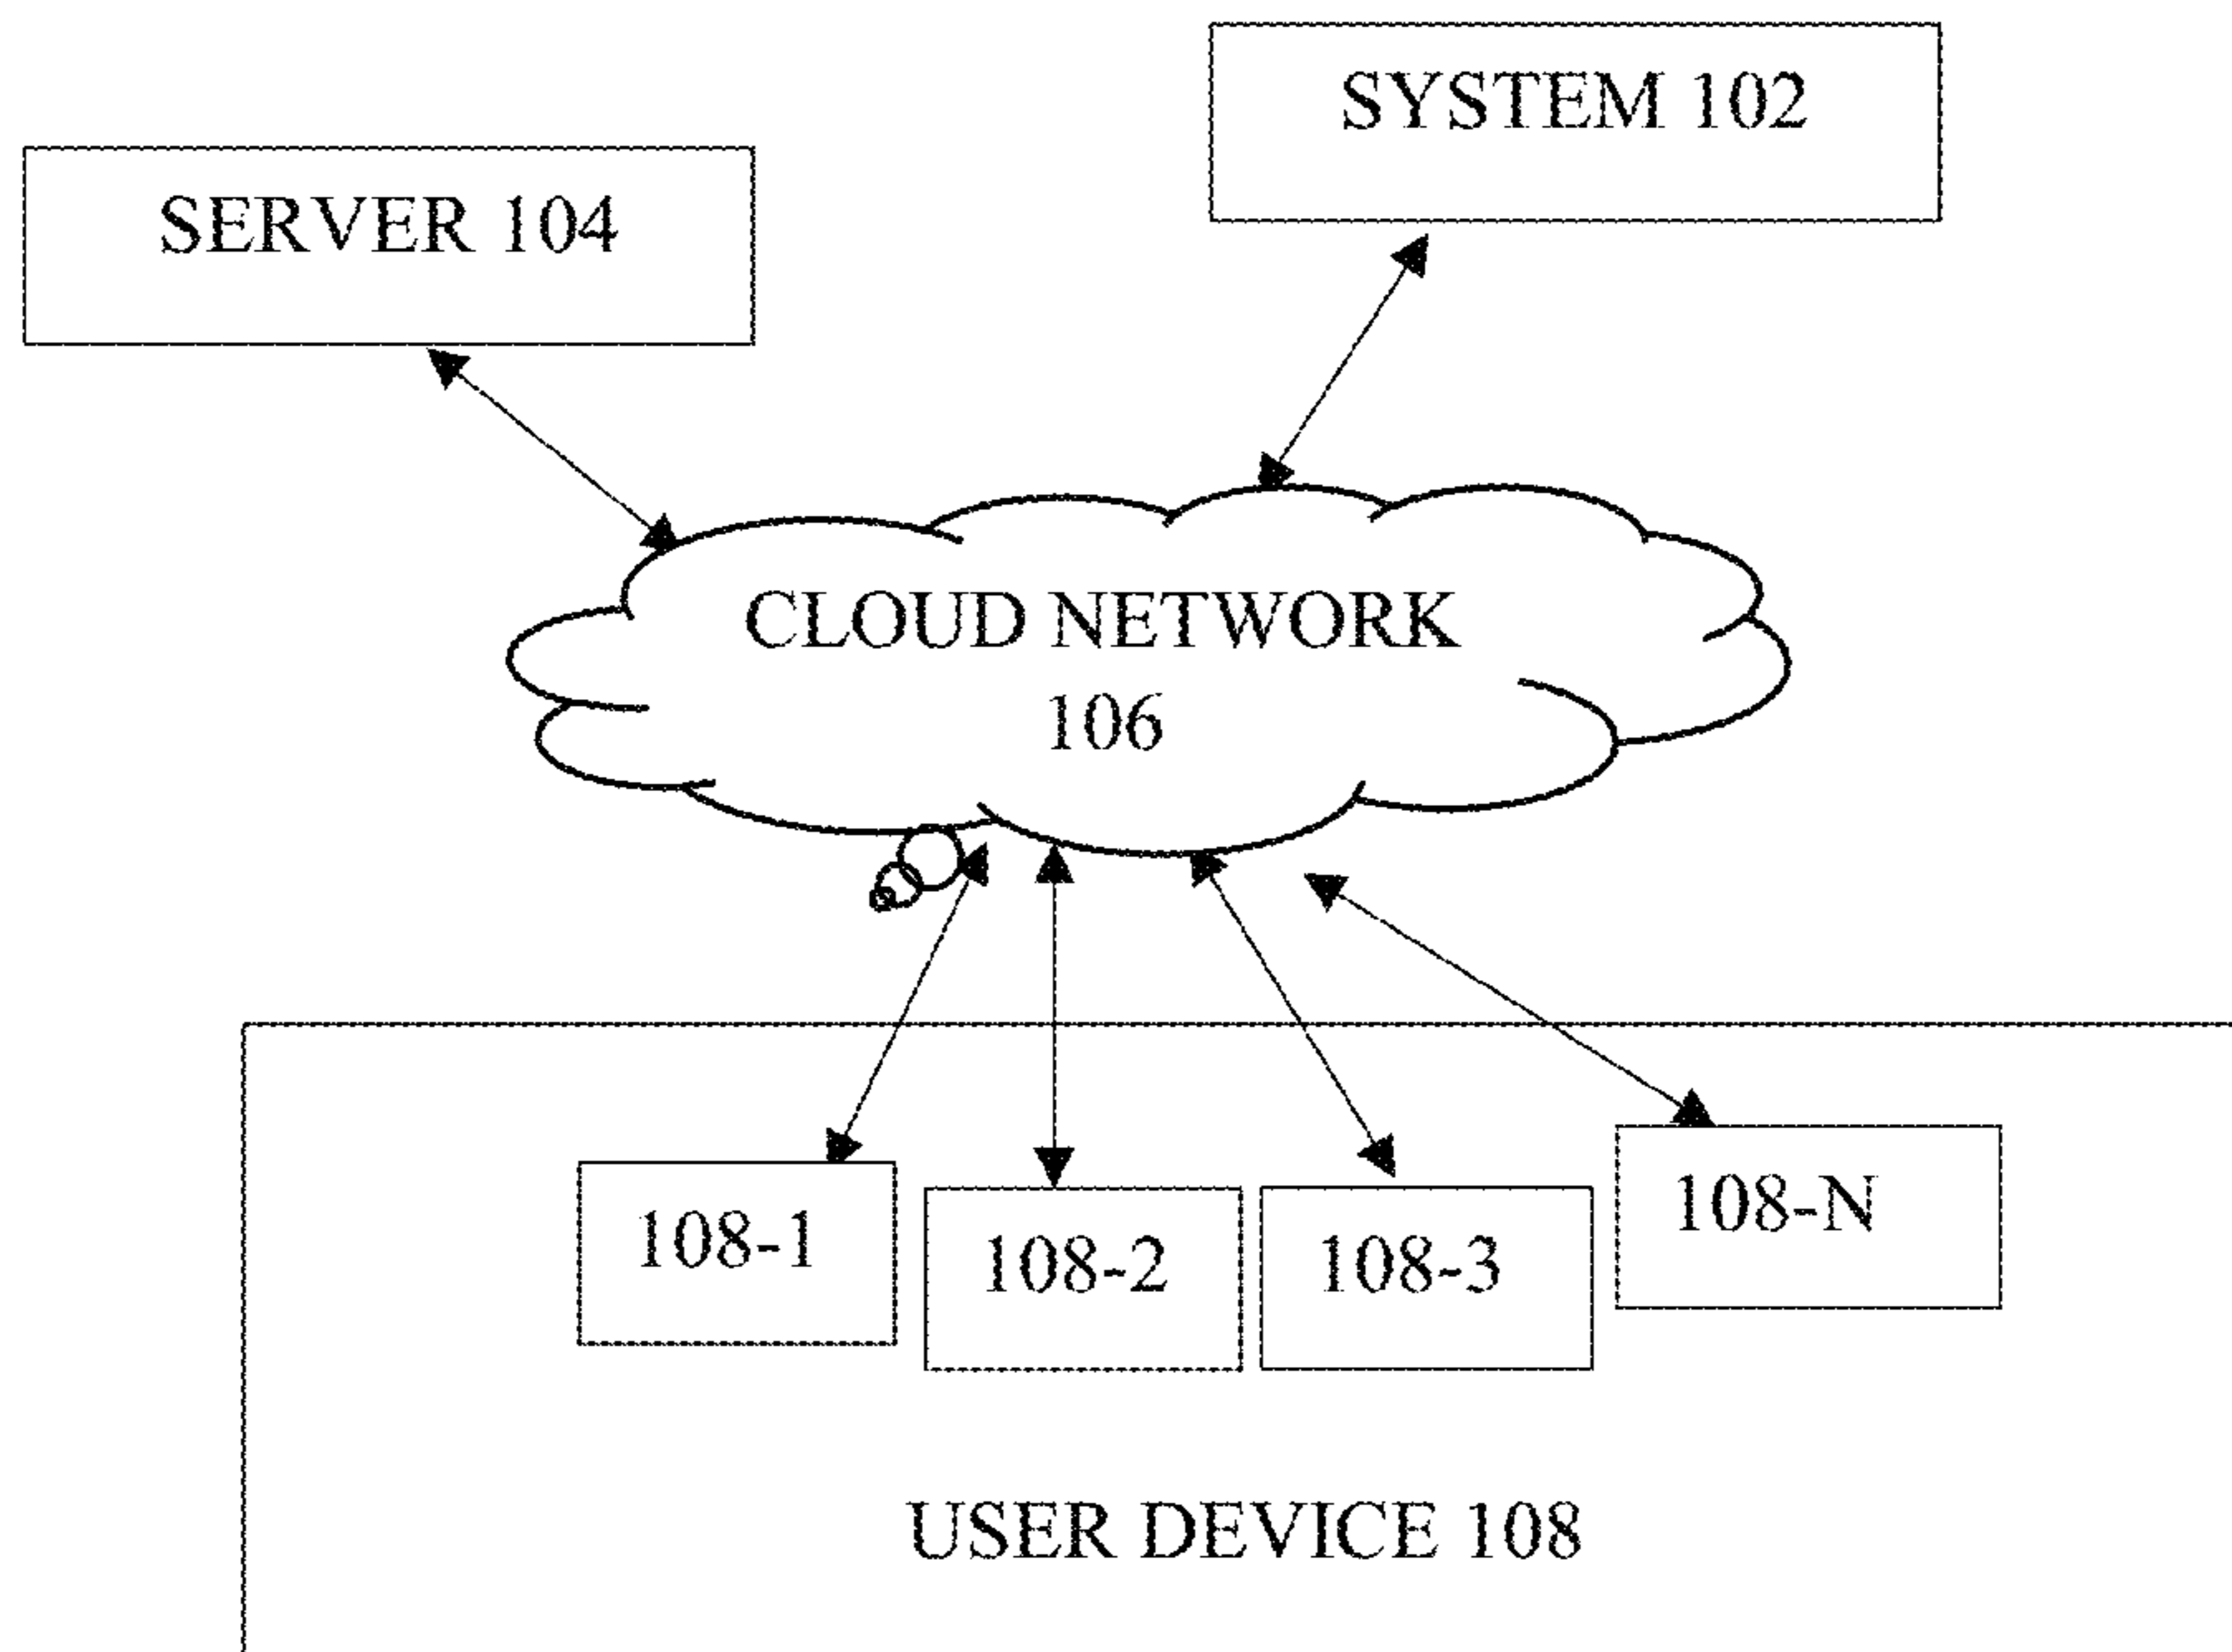 SYSTEM 102
SERVER 104
CLOUD NETWORK
106
108-1
108-2
108-3
108-N
USER DEVICE 108